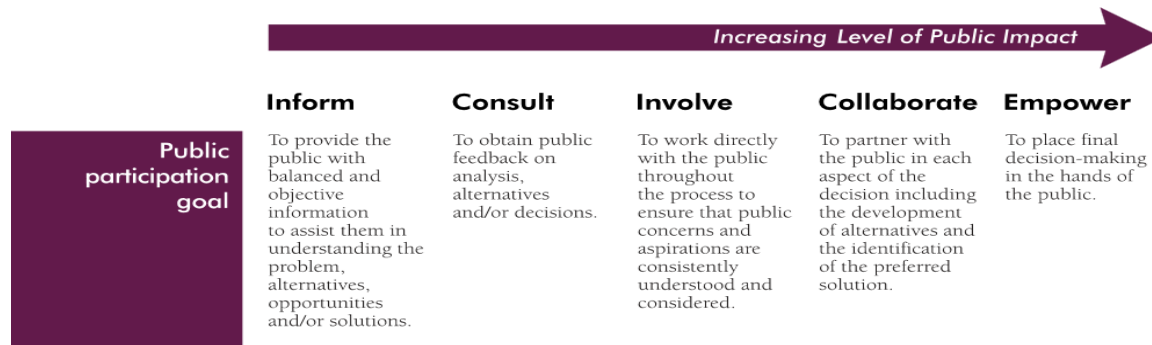 Increasing Level of Public Impact
Inform
Consult
Involve
Collaborate
Empower
Public
participation
goal
To provide the
public with
balanced and
objective
information
to assist them in
understanding the
problem,
alternatives,
opportunities
and/or solutions.
To obtain public
feedback on
analysis,
alternatives
and/or decisions.
To work directly
with the public
throughout
the process to
ensure that public
concerns and
aspirations are
consistently
understood and
considered.
To partner with
the public in each
aspect of the
decision including
the development
of alternatives and
the identification
of the preferred
solution.
To place final
decision-making
in the hands of
the public.